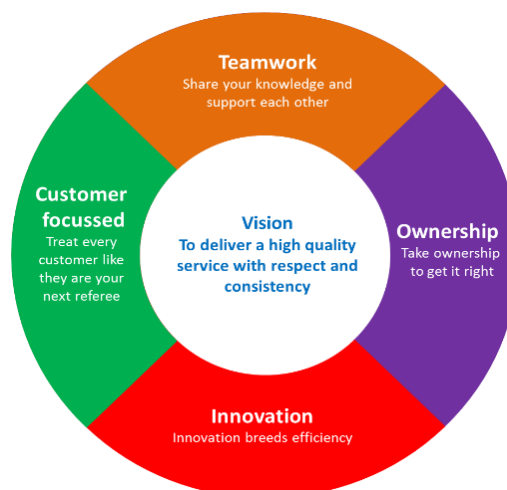 Teamwork
Share your knowledge and
support each other
Customer
focussed
Treat every
customer like
they are your
next referee
Vision
To deliver a high quality
service with respect and
consistency
Ownership
Take ownership
to get it right
Innovation
Innovation breeds efficiency